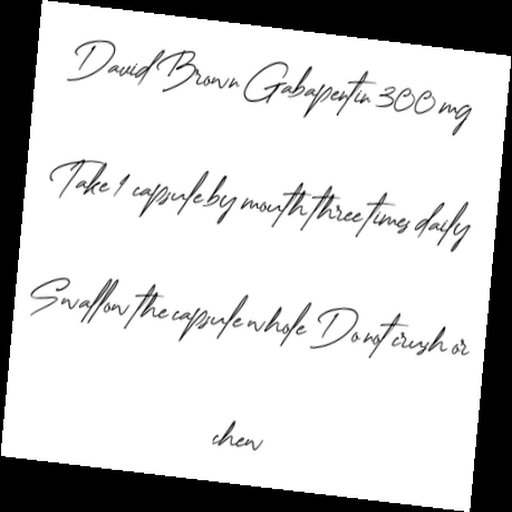 David Brown Gabapentin 300 mg
Take 1 capsule by mouth three times daily
Swallow the capsule whole Do not crush or
chew